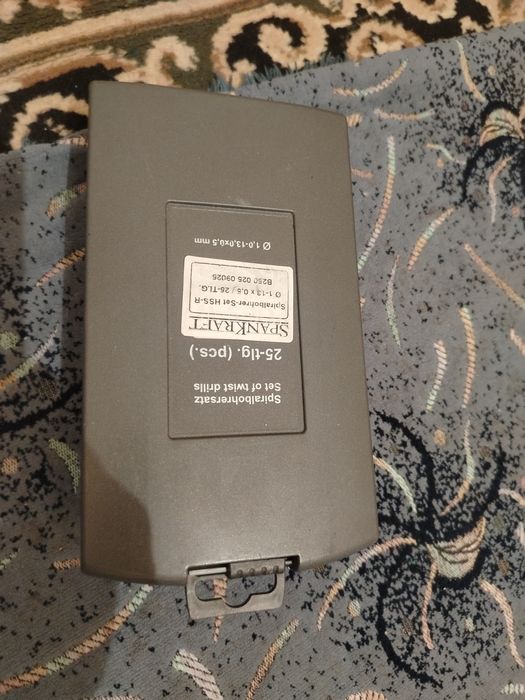 Spiralbohrersatz
Set of twist drills
25-tlg. (pcs.)
SPANKRAFT
Spiralbohrer-Set HSS-R
Ø 1-13 x 0.5 / 25-TLG.
B250 025 09025
Ø 1,0-13,0x0,5 mm